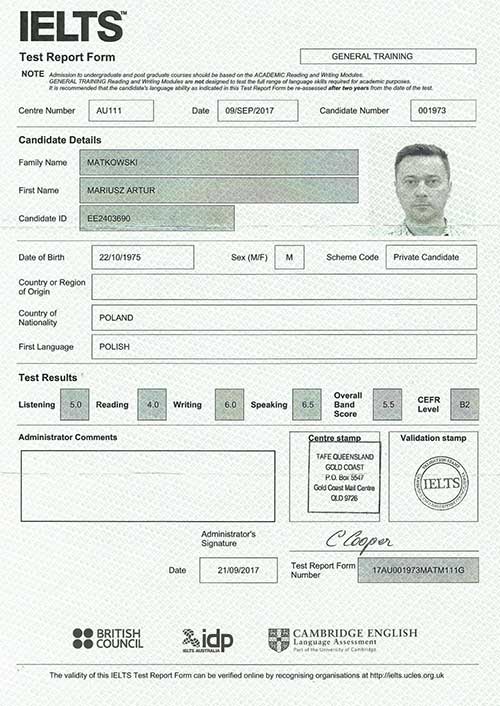 IELTS™
Test Report Form
GENERAL TRAINING
NOTE Admission to undergraduate and post graduate courses should be based on the ACADEMIC Reading and Writing Modules.
GENERAL TRAINING Reading and Writing Modules are not designed to test the full range of language skills required for academic purposes.
It is recommended that the candidate's language ability as indicated in this Test Report Form be re-assessed after two years from the date of the test.
Centre Number AU111 Date 09/SEP/2017 Candidate Number 001973
Candidate Details
Family Name MATKOWSKI
First Name MARIUSZ ARTUR
Candidate ID EE2403690
Date of Birth 22/10/1975 Sex (M/F) M Scheme Code Private Candidate
Country or Region
of Origin
Country of
Nationality POLAND
First Language POLISH
Test Results
Listening 5.0 Reading 4.0 Writing 6.0 Speaking 6.5 Overall Band Score 5.5 CEFR Level B2
Administrator Comments
Centre stamp
TAFE QUEENSLAND
GOLD COAST
P.O. Box 5547
Gold Coast Mail Centre
QLD 9726
Validation stamp
IELTS
Administrator's
Signature
C Cooper
Date 21/09/2017
Test Report Form
Number 17AU001973MATM111G
BRITISH
COUNCIL
idp
IELTS AUSTRALIA
CAMBRIDGE ENGLISH
Language Assessment
Part of the University of Cambridge
The validity of this IELTS Test Report Form can be verified online by recognising organisations at http://ielts.ucles.org.uk